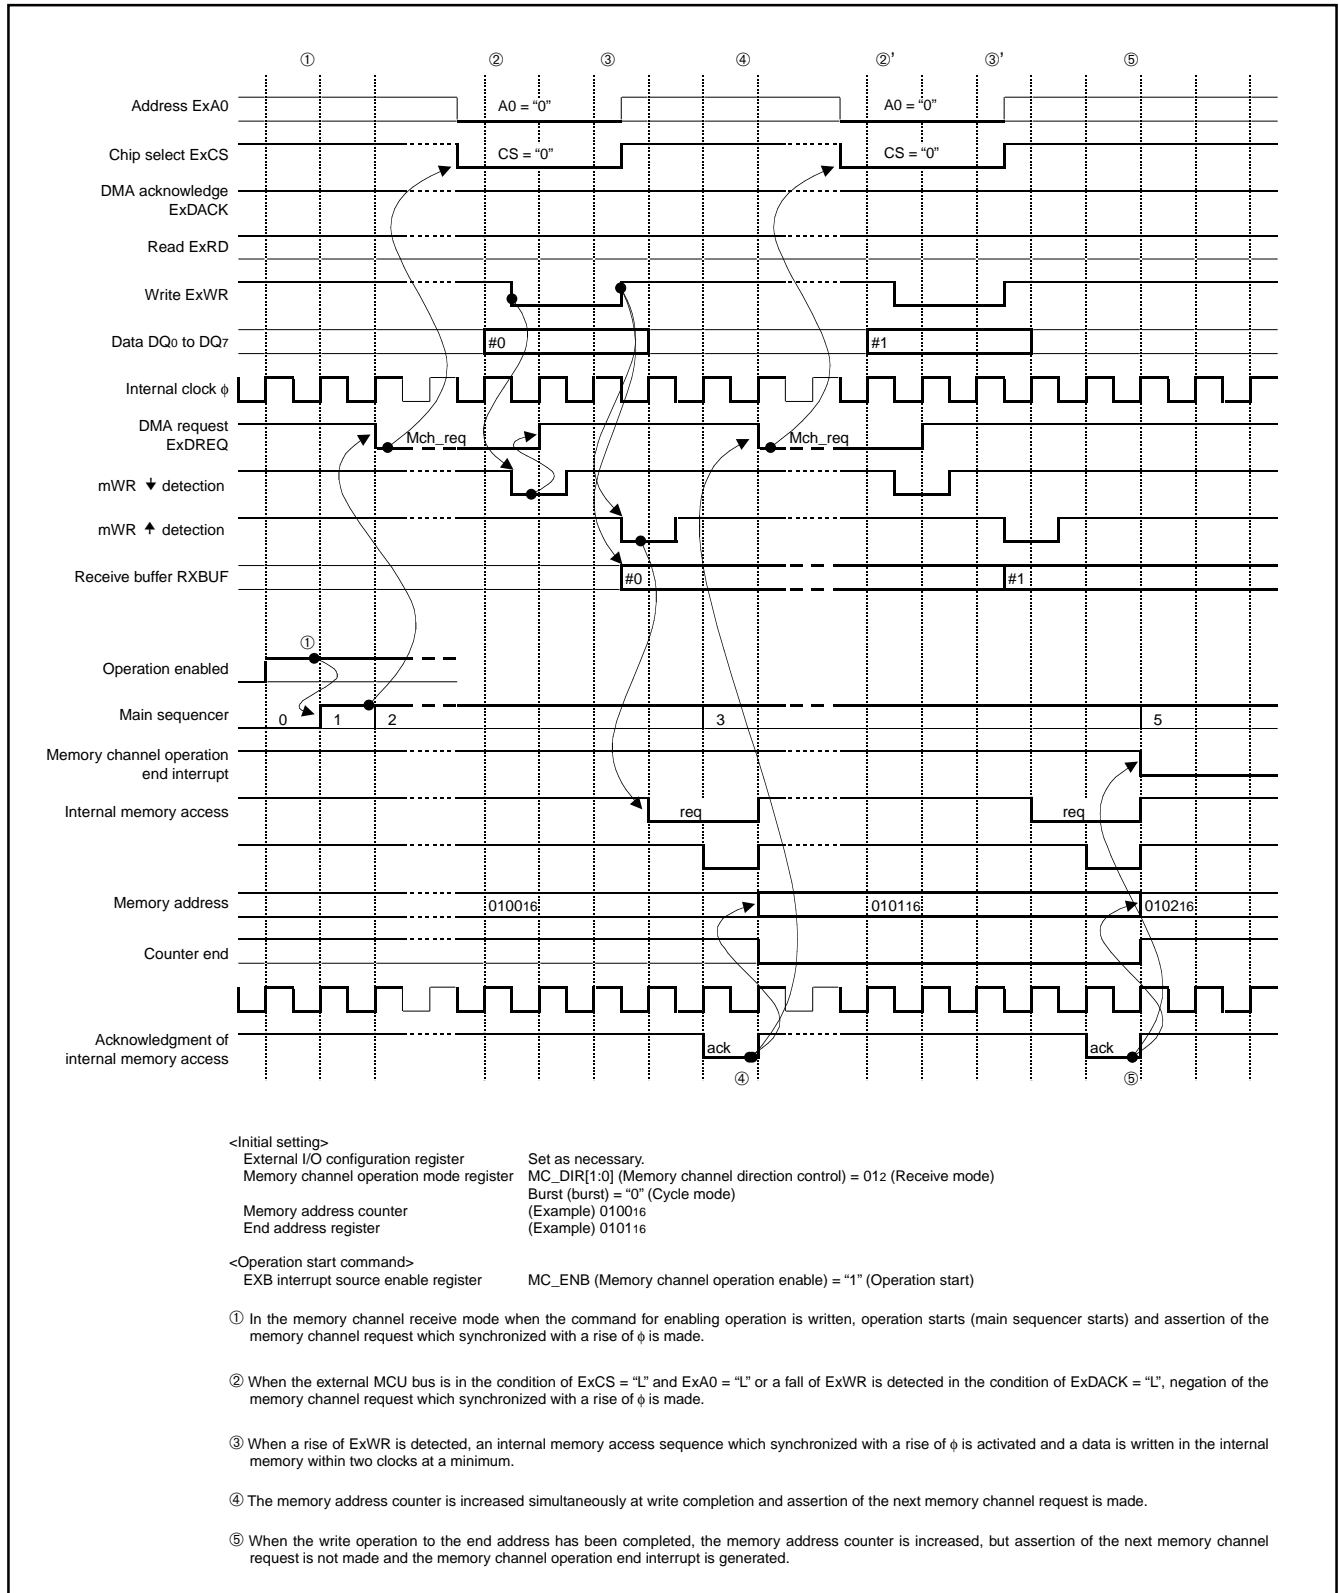 ① ② ③ ④ ②’ ③’ ⑤
Address ExA0 A0 = “0” A0 = “0”
Chip select ExCS CS = “0” CS = “0”
DMA acknowledge
ExDACK
Read ExRD
Write ExWR
Data DQ0 to DQ7 #0 #1
Internal clock ϕ
DMA request
ExDREQ Mch_req Mch_req
mWR ↓ detection
mWR ↑ detection
Receive buffer RXBUF #0 #1
①
Operation enabled
Main sequencer 0 1 2 3 5
Memory channel operation
end interrupt
Internal memory access req req
Memory address 010016 010116 010216
Counter end
Acknowledgment of
internal memory access ack ack
④ ⑤
<Initial setting>
External I/O configuration register Set as necessary.
Memory channel operation mode register MC_DIR[1:0] (Memory channel direction control) = 012 (Receive mode)
Burst (burst) = “0” (Cycle mode)
Memory address counter (Example) 010016
End address register (Example) 010116
<Operation start command>
EXB interrupt source enable register MC_ENB (Memory channel operation enable) = “1” (Operation start)
① In the memory channel receive mode when the command for enabling operation is written, operation starts (main sequencer starts) and assertion of the
memory channel request which synchronized with a rise of ϕ is made.
② When the external MCU bus is in the condition of ExCS = “L” and ExA0 = “L” or a fall of ExWR is detected in the condition of ExDACK = “L”, negation of the
memory channel request which synchronized with a rise of ϕ is made.
③ When a rise of ExWR is detected, an internal memory access sequence which synchronized with a rise of ϕ is activated and a data is written in the internal
memory within two clocks at a minimum.
④ The memory address counter is increased simultaneously at write completion and assertion of the next memory channel request is made.
⑤ When the write operation to the end address has been completed, the memory address counter is increased, but assertion of the next memory channel
request is not made and the memory channel operation end interrupt is generated.